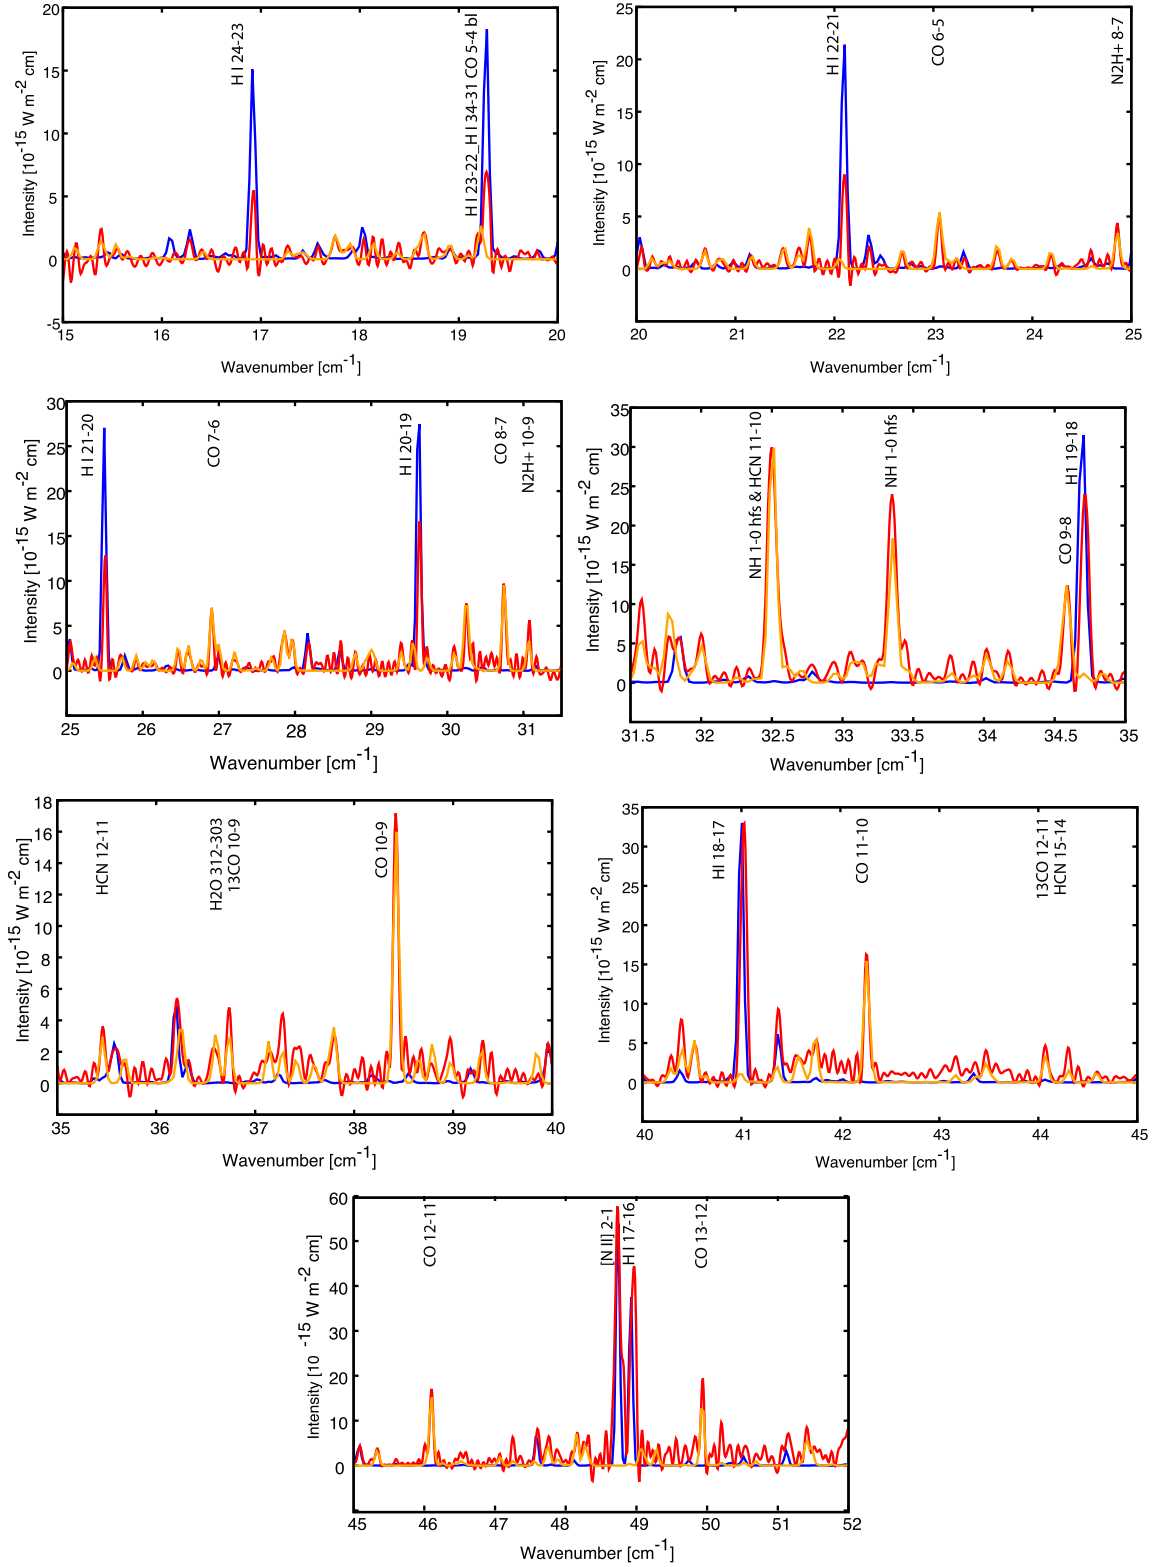 20
15
10
5
0
-5
15
16
17
18
19
20
Intensity [10-15 W m-2 cm]
Wavenumber [cm-1]
H I 24-23
H I 23-22_H I 34-31 CO 5-4 bl
25
20
15
10
5
0
-5
20
21
22
23
24
25
Intensity [10-15 W m-2 cm]
Wavenumber [cm-1]
H I 22-21
CO 6-5
N2H+ 8-7
30
25
20
15
10
5
0
-5
25
26
27
28
29
30
31
Intensity [10-15 W m-2 cm]
Wavenumber [cm-1]
H I 21-20
CO 7-6
H I 20-19
CO 8-7
N2H+ 10-9
35
30
25
20
15
10
5
0
-5
31.5
32
32.5
33
33.5
34
34.5
35
Intensity [10-15 W m-2 cm]
Wavenumber [cm-1]
NH 1-0 hfs & HCN 11-10
NH 1-0 hfs
CO 9-8
H1 19-18
18
16
14
12
10
8
6
4
2
0
-2
35
36
37
38
39
40
Intensity [10-15 W m-2 cm]
Wavenumber [cm-1]
HCN 12-11
H2O 312-303
13CO 10-9
CO 10-9
35
30
25
20
15
10
5
0
-5
40
41
42
43
44
45
Intensity [10-15 W m-2 cm]
Wavenumber [cm-1]
HI 18-17
CO 11-10
13CO 12-11
HCN 15-14
60
50
40
30
20
10
0
-10
45
46
47
48
49
50
51
52
Intensity [10 -15 W m-2 cm]
Wavenumber [cm-1]
CO 12-11
[N II] 2-1
H I 17-16
CO 13-12